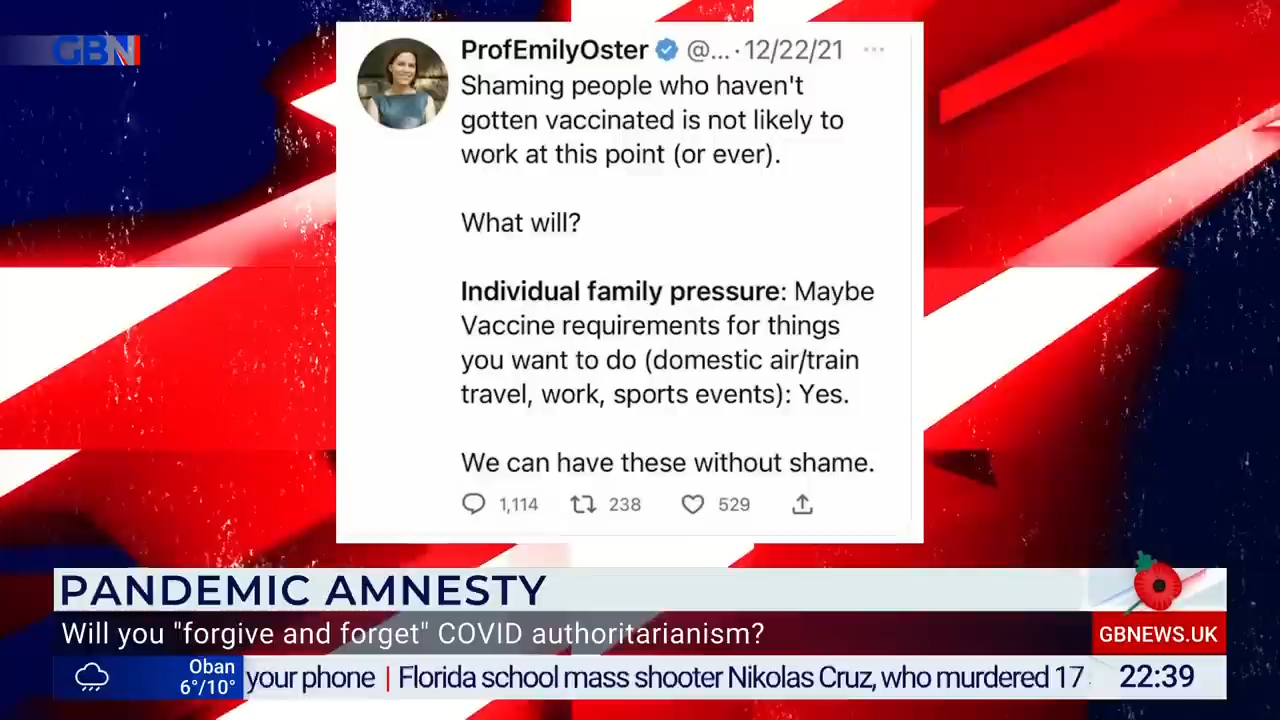 GBN
ProfEmilyOster @... · 12/22/21 ...
Shaming people who haven't
gotten vaccinated is not likely to
work at this point (or ever).
What will?
Individual family pressure: Maybe
Vaccine requirements for things
you want to do (domestic air/train
travel, work, sports events): Yes.
We can have these without shame.
1,114 238 529
PANDEMIC AMNESTY
Will you "forgive and forget" COVID authoritarianism?
GBNEWS.UK
Oban
6°/10°
your phone | Florida school mass shooter Nikolas Cruz, who murdered 17
22:39